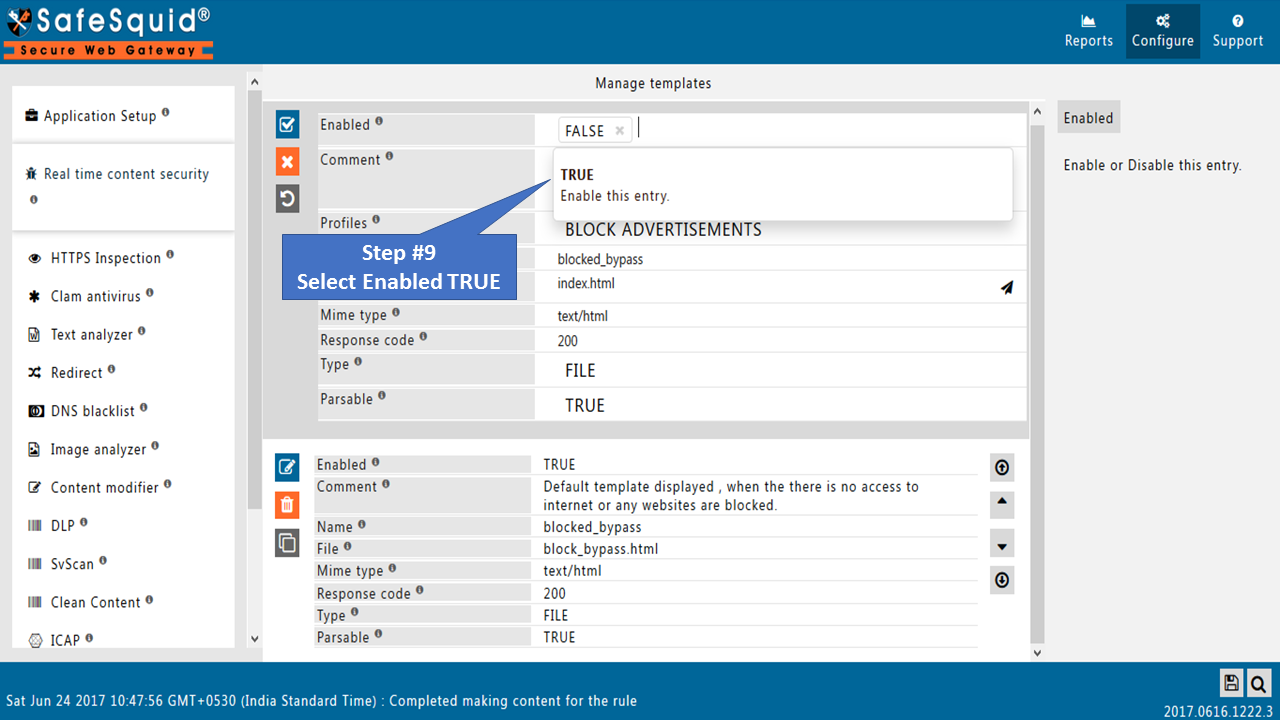 SafeSquid®
Secure Web Gateway
Reports
Configure
Support
Manage templates
Application Setup
Real time content security
HTTPS Inspection
Clam antivirus
Text analyzer
Redirect
DNS blacklist
Image analyzer
Content modifier
DLP
SvScan
Clean Content
ICAP
Enabled FALSE ×
Comment
TRUE
Enable this entry.
Profiles BLOCK ADVERTISEMENTS
Step #9
Select Enabled TRUE
blocked_bypass
index.html
Mime type text/html
Response code 200
Type FILE
Parsable TRUE
Enabled TRUE
Comment Default template displayed , when the there is no access to
internet or any websites are blocked.
Name blocked_bypass
File block_bypass.html
Mime type text/html
Response code 200
Type FILE
Parsable TRUE
Enabled
Enable or Disable this entry.
Sat Jun 24 2017 10:47:56 GMT+0530 (India Standard Time) : Completed making content for the rule
2017.0616.1222.3